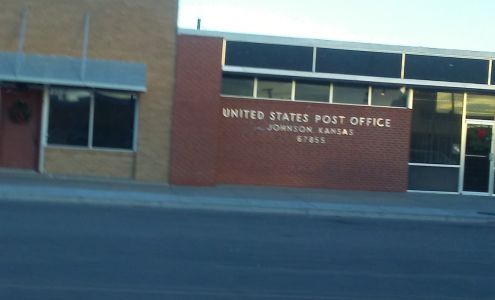 UNITED STATES POST OFFICE
JOHNSON, KANSAS
67855